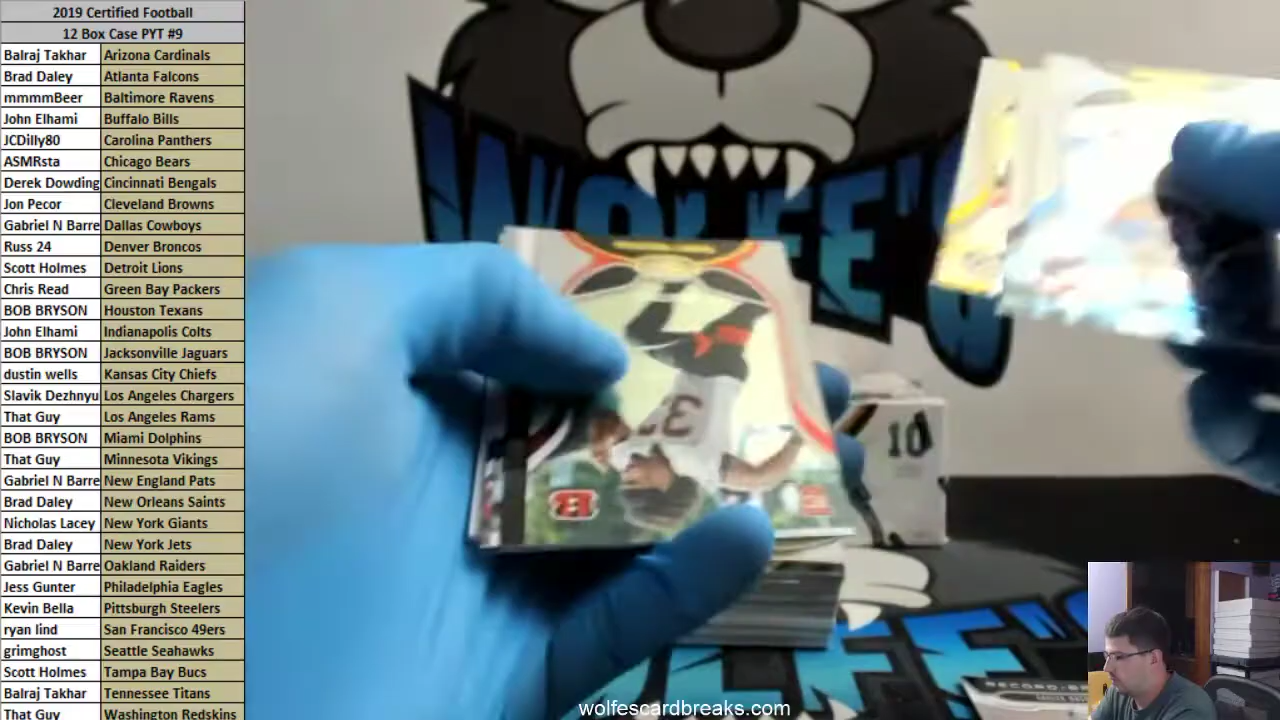 2019 Certified Football
12 Box Case PYT #9
Balraj Takhar Arizona Cardinals
Brad Daley Atlanta Falcons
mmmmBeer Baltimore Ravens
John Elhami Buffalo Bills
JCDilly80 Carolina Panthers
ASMRsta Chicago Bears
Derek Dowding Cincinnati Bengals
Jon Pecor Cleveland Browns
Gabriel N Barre Dallas Cowboys
Russ 24 Denver Broncos
Scott Holmes Detroit Lions
Chris Read Green Bay Packers
BOB BRYSON Houston Texans
John Elhami Indianapolis Colts
BOB BRYSON Jacksonville Jaguars
dustin wells Kansas City Chiefs
Slavik Dezhnyu Los Angeles Chargers
That Guy Los Angeles Rams
BOB BRYSON Miami Dolphins
That Guy Minnesota Vikings
Gabriel N Barre New England Pats
Brad Daley New Orleans Saints
Nicholas Lacey New York Giants
Brad Daley New York Jets
Gabriel N Barre Oakland Raiders
Jess Gunter Philadelphia Eagles
Kevin Bella Pittsburgh Steelers
ryan lind San Francisco 49ers
grimghost Seattle Seahawks
Scott Holmes Tampa Bay Bucs
Balraj Takhar Tennessee Titans
That Guy Washington Redskins
WOLFE'S
10
wolfescardbreaks.com